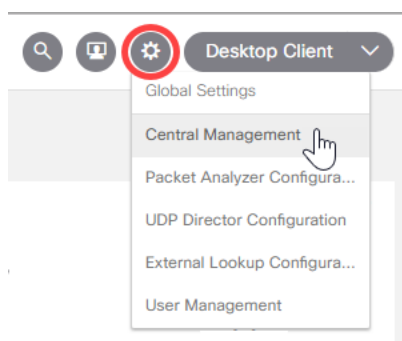 Desktop Client
Global Settings
Central Management
Packet Analyzer Configura...
UDP Director Configuration
External Lookup Configura...
User Management